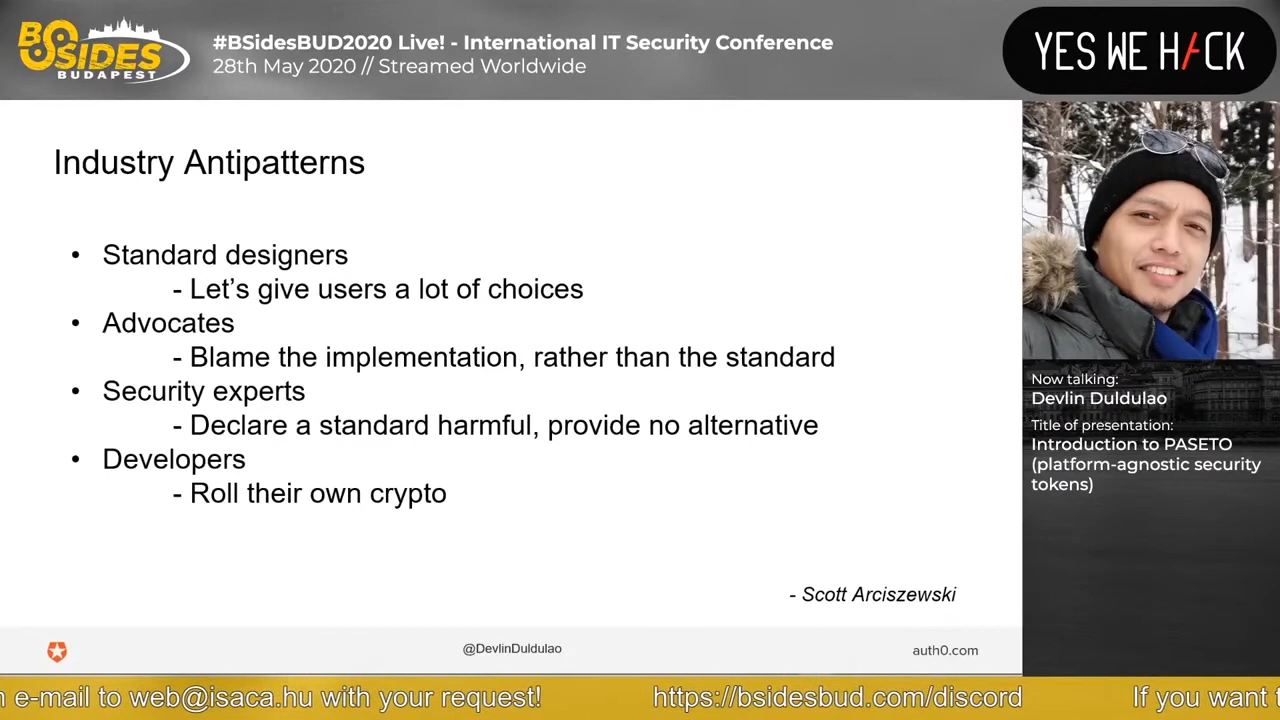 BSIDES
BUDAPEST
#BSidesBUD2020 Live! - International IT Security Conference
28th May 2020 // Streamed Worldwide
YES WE H/CK
Industry Antipatterns
• Standard designers
- Let’s give users a lot of choices
• Advocates
- Blame the implementation, rather than the standard
• Security experts
- Declare a standard harmful, provide no alternative
• Developers
- Roll their own crypto
- Scott Arciszewski
@DevlinDuldulao
auth0.com
Now talking:
Devlin Duldulao
Title of presentation:
Introduction to PASETO
(platform-agnostic security
tokens)
e-mail to web@isaca.hu with your request! https://bsidesbud.com/discord If you want